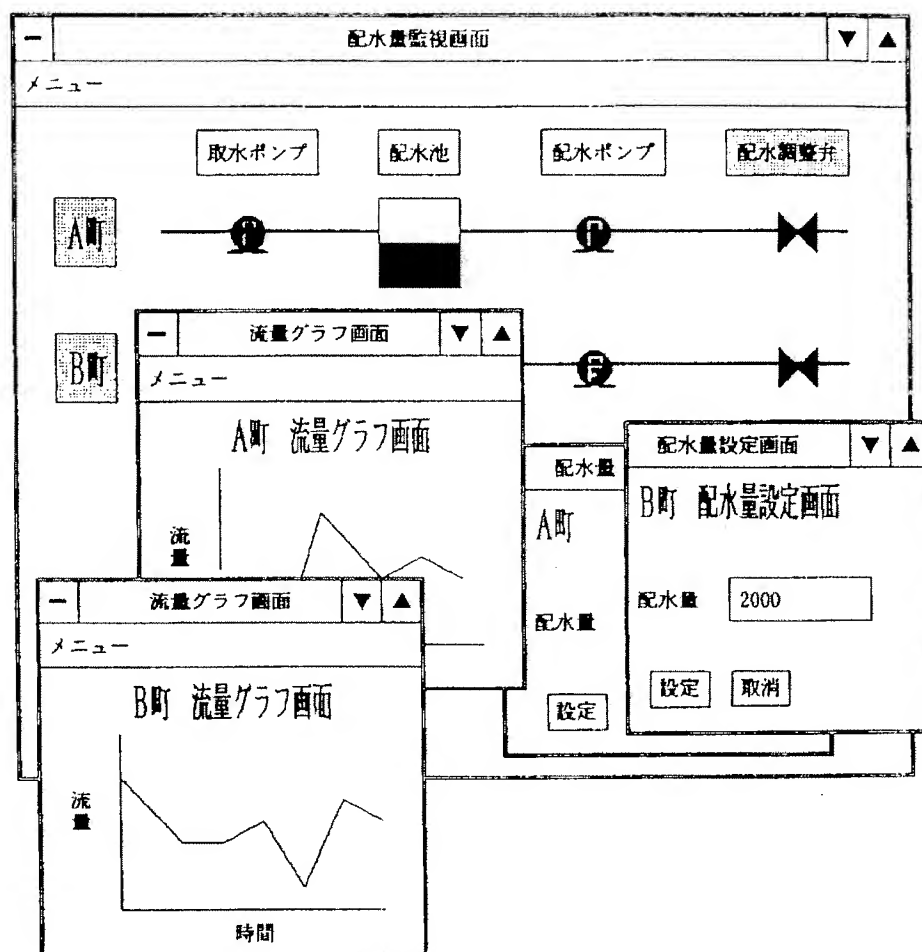 配水量監視画面
メニュー
取水ポンプ 配水池 配水ポンプ 配水調整弁
A町
B町
流量グラフ画面
メニュー
A町 流量グラフ画面
流量
配水量
A町
配水量
設定
配水量設定画面
B町 配水量設定画面
配水量 2000
設定 取消
流量グラフ画面
メニュー
B町 流量グラフ画面
流量
時間